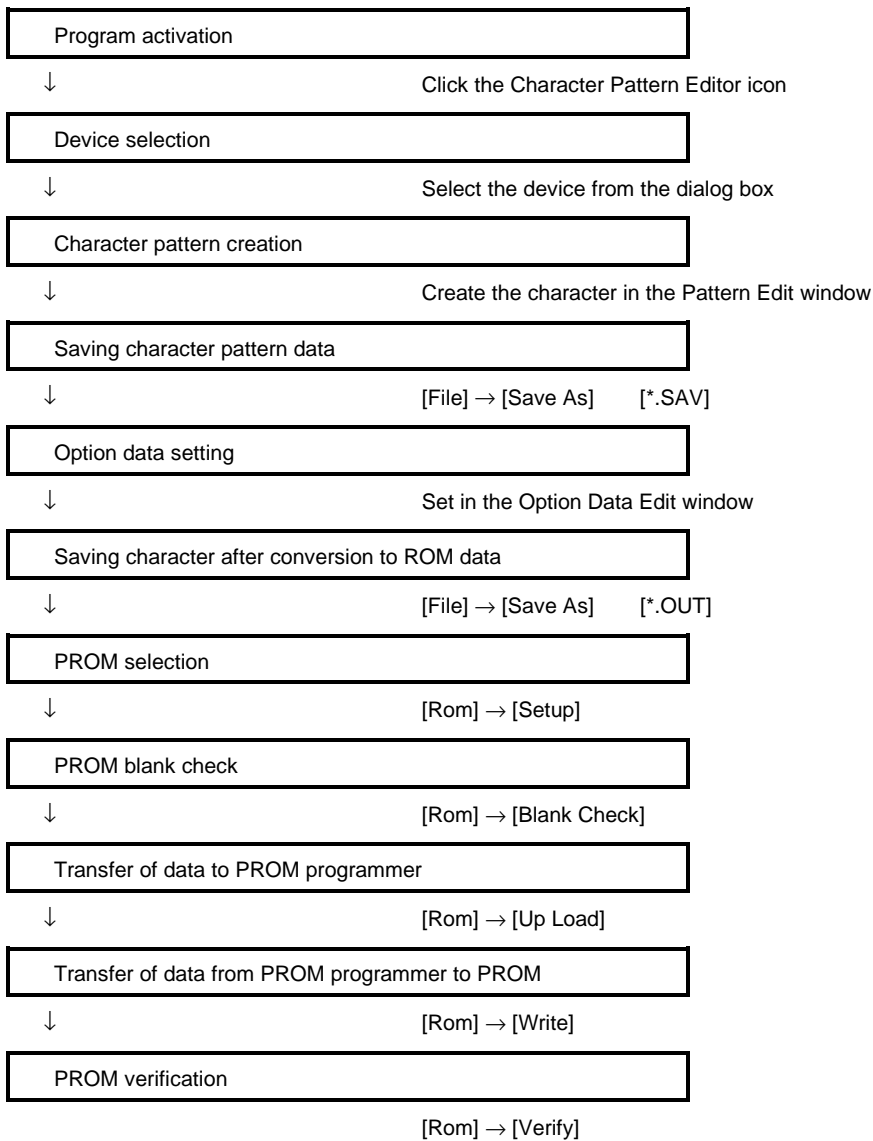 Program activation
↓ Click the Character Pattern Editor icon
Device selection
↓ Select the device from the dialog box
Character pattern creation
↓ Create the character in the Pattern Edit window
Saving character pattern data
↓ [File] → [Save As] [*.SAV]
Option data setting
↓ Set in the Option Data Edit window
Saving character after conversion to ROM data
↓ [File] → [Save As] [*.OUT]
PROM selection
↓ [Rom] → [Setup]
PROM blank check
↓ [Rom] → [Blank Check]
Transfer of data to PROM programmer
↓ [Rom] → [Up Load]
Transfer of data from PROM programmer to PROM
↓ [Rom] → [Write]
PROM verification
[Rom] → [Verify]